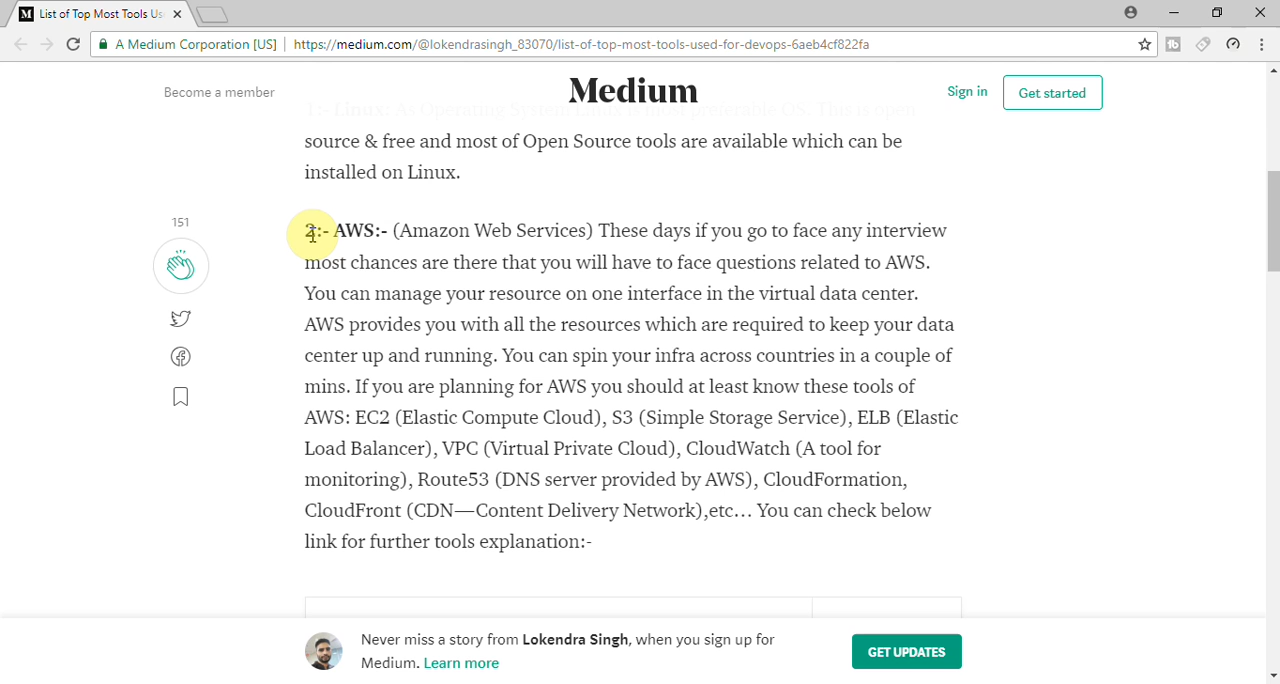 List of Top Most Tools Us
A Medium Corporation [US] | https://medium.com/@lokendrasingh_83070/list-of-top-most-tools-used-for-devops-6aeb4cf822fa
Become a member
Medium
Sign in
Get started
1:- Linux: As Operating System Linux is most preferable OS. This is open
source & free and most of Open Source tools are available which can be
installed on Linux.
151
2:- AWS:- (Amazon Web Services) These days if you go to face any interview
most chances are there that you will have to face questions related to AWS.
You can manage your resource on one interface in the virtual data center.
AWS provides you with all the resources which are required to keep your data
center up and running. You can spin your infra across countries in a couple of
mins. If you are planning for AWS you should at least know these tools of
AWS: EC2 (Elastic Compute Cloud), S3 (Simple Storage Service), ELB (Elastic
Load Balancer), VPC (Virtual Private Cloud), CloudWatch (A tool for
monitoring), Route53 (DNS server provided by AWS), CloudFormation,
CloudFront (CDN—Content Delivery Network),etc… You can check below
link for further tools explanation:-
Never miss a story from Lokendra Singh, when you sign up for
Medium. Learn more
GET UPDATES